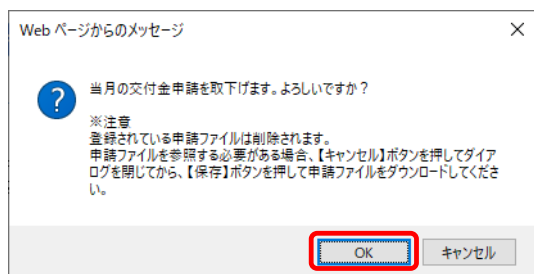 Web ページからのメッセージ
当月の交付金申請を取下げます。よろしいですか？
※注意
登録されている申請ファイルは削除されます。
申請ファイルを参照する必要がある場合、【キャンセル】ボタンを押してダイア
ログを閉じてから、【保存】ボタンを押して申請ファイルをダウンロードしてくださ
い。
OK
キャンセル